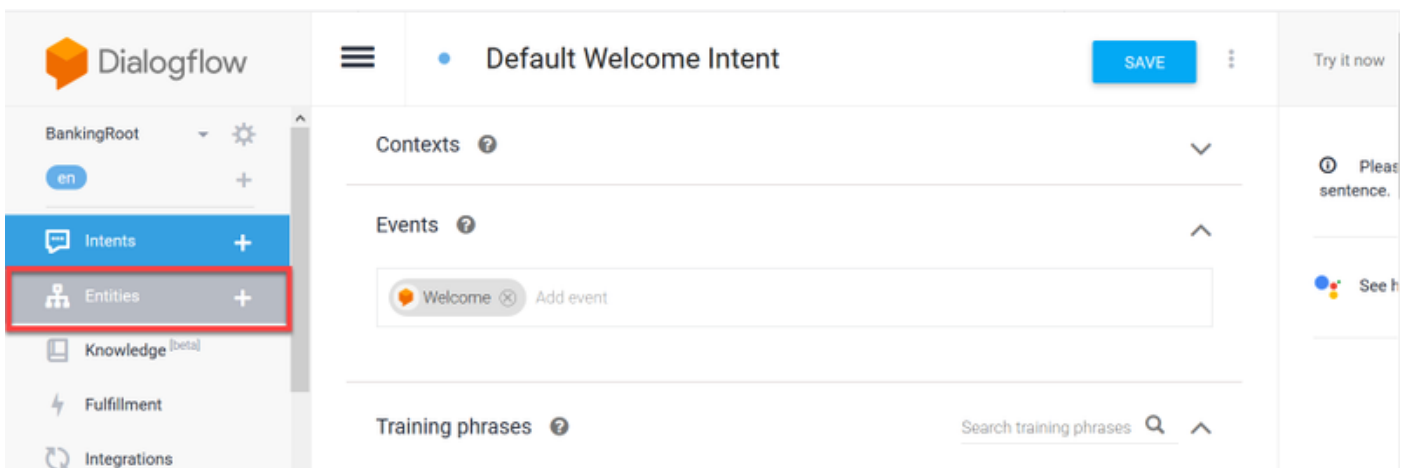 Dialogflow
Default Welcome Intent
SAVE
Try it now
BankingRoot
en
+
Intents +
Entities +
Knowledge [beta]
Fulfillment
Integrations
Contexts
Events
Welcome
Add event
Training phrases
Search training phrases
sentence.
See